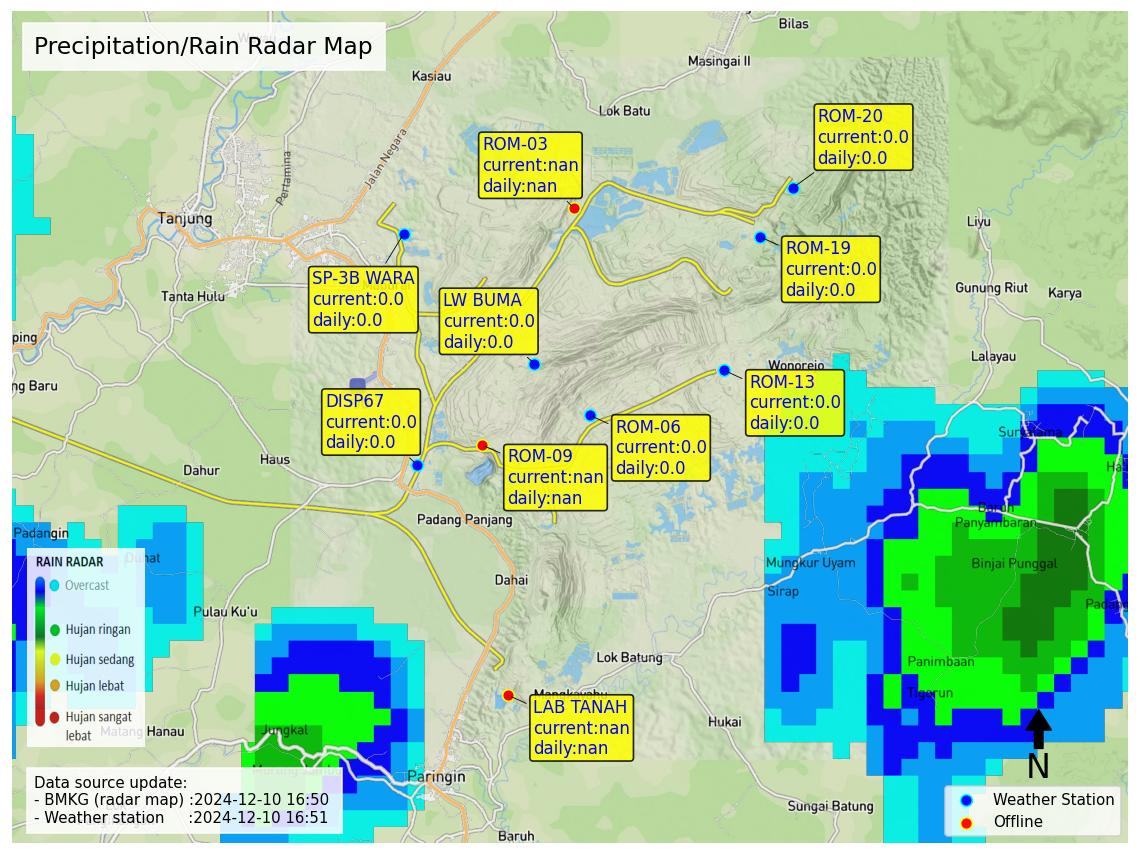 Precipitation/Rain Radar Map
Bilas
Masingai II
Kasiau
Lok Batu
Jalan Negara
Pertamina
Tanjung
Tanta Hulu
Liyu
Gunung Riut
Karya
Lalayau
Wonorejo
ping
ng Baru
ROM-03
current:nan
daily:nan
ROM-20
current:0.0
daily:0.0
ROM-19
current:0.0
daily:0.0
SP-3B WARA
current:0.0
daily:0.0
LW BUMA
current:0.0
daily:0.0
ROM-13
current:0.0
daily:0.0
DISP67
current:0.0
daily:0.0
ROM-06
current:0.0
daily:0.0
ROM-09
current:nan
daily:nan
Haus
Dahur
Padang Panjang
Padangin
Dahai
Pulau Ku'u
Baruh
Panyambaran
Binjai Punggal
Mungkur Uyam
Sirap
Padang
Panimbaan
Tigarun
Lok Batung
Hukai
LAB TANAH
current:nan
daily:nan
Jungkal
Matang Hanau
Paringin
Baruh
Sungai Batung
RAIN RADAR
Overcast
Hujan ringan
Hujan sedang
Hujan lebat
Hujan sangat
lebat
Data source update:
- BMKG (radar map) :2024-12-10 16:50
- Weather station :2024-12-10 16:51
N
Weather Station
Offline